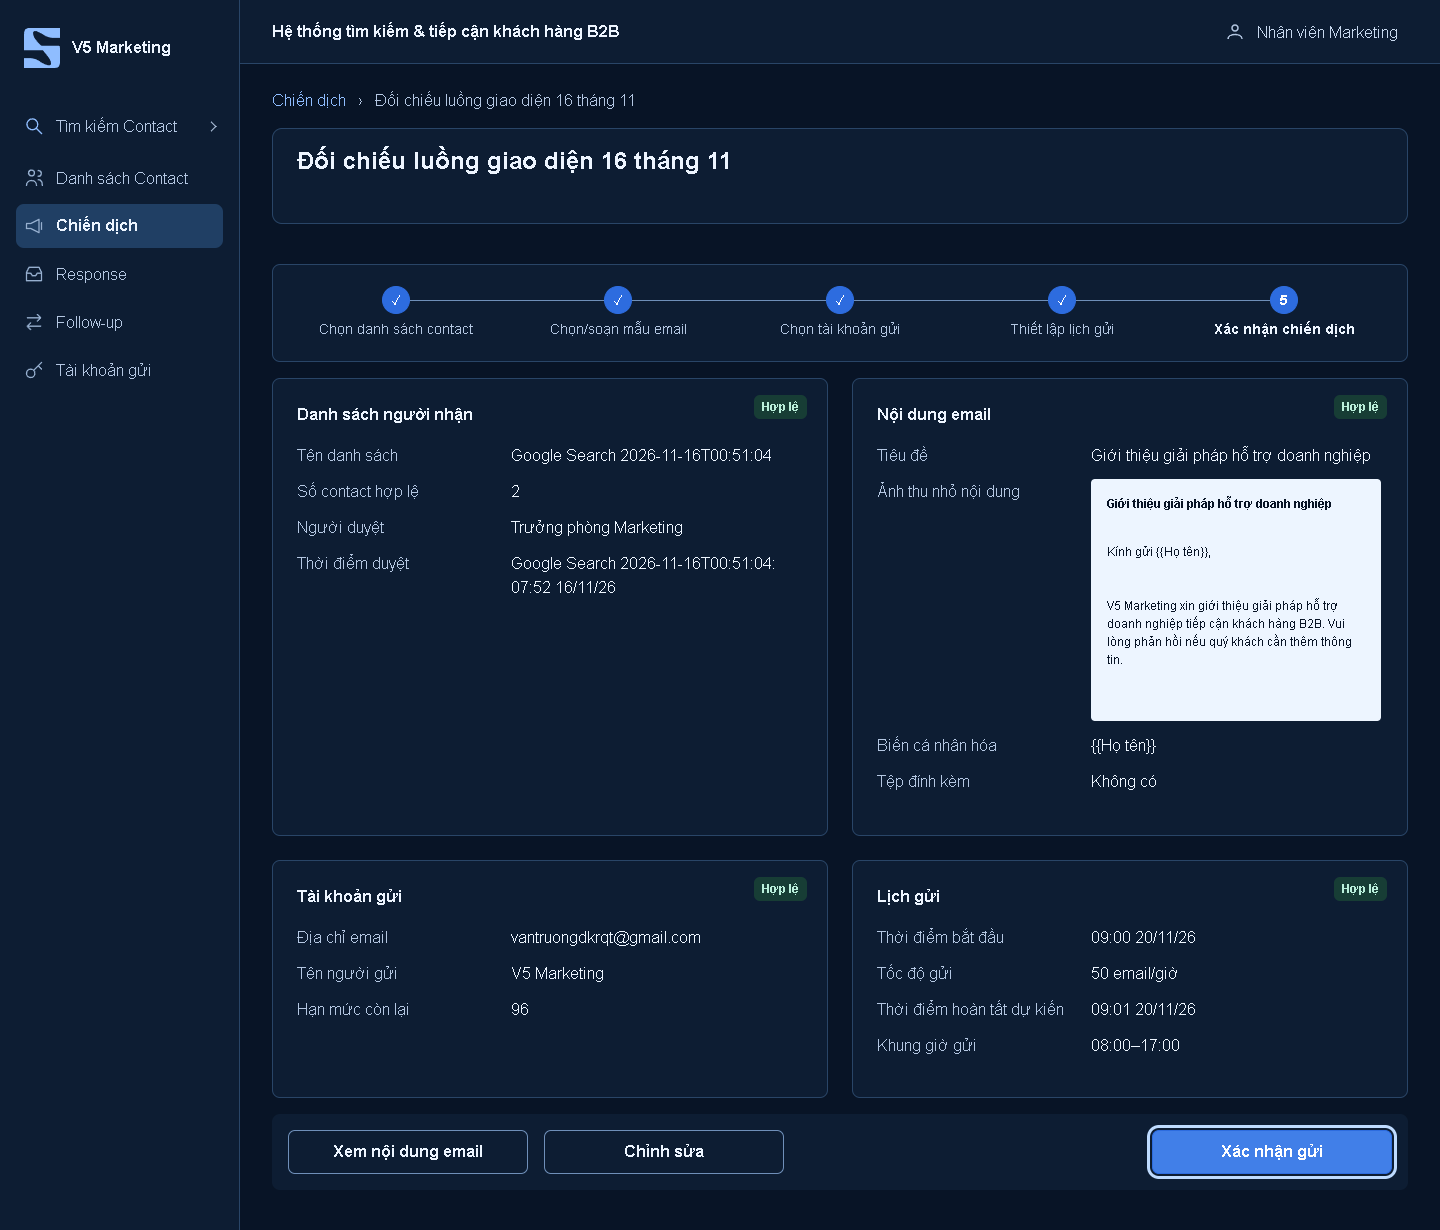 V5 Marketing
Hệ thống tìm kiếm & tiếp cận khách hàng B2B
Nhân viên Marketing
Tìm kiếm Contact
Danh sách Contact
Chiến dịch
Response
Follow-up
Tài khoản gửi
Chiến dịch › Đối chiếu luồng giao diện 16 tháng 11
Đối chiếu luồng giao diện 16 tháng 11
✓ ✓ ✓ ✓ 5
Chọn danh sách contact
Chọn/soạn mẫu email
Chọn tài khoản gửi
Thiết lập lịch gửi
Xác nhận chiến dịch
Danh sách người nhận
Hợp lệ
Tên danh sách Google Search 2026-11-16T00:51:04
Số contact hợp lệ 2
Người duyệt Trưởng phòng Marketing
Thời điểm duyệt Google Search 2026-11-16T00:51:04:
07:52 16/11/26
Nội dung email
Hợp lệ
Tiêu đề Giới thiệu giải pháp hỗ trợ doanh nghiệp
Ảnh thu nhỏ nội dung
Giới thiệu giải pháp hỗ trợ doanh nghiệp
Kính gửi {{Họ tên}},
V5 Marketing xin giới thiệu giải pháp hỗ trợ
doanh nghiệp tiếp cận khách hàng B2B. Vui
lòng phản hồi nếu quý khách cần thêm thông
tin.
Biến cá nhân hóa {{Họ tên}}
Tệp đính kèm Không có
Tài khoản gửi
Hợp lệ
Địa chỉ email vantruongdkrqt@gmail.com
Tên người gửi V5 Marketing
Hạn mức còn lại 96
Lịch gửi
Hợp lệ
Thời điểm bắt đầu 09:00 20/11/26
Tốc độ gửi 50 email/giờ
Thời điểm hoàn tất dự kiến 09:01 20/11/26
Khung giờ gửi 08:00–17:00
Xem nội dung email
Chỉnh sửa
Xác nhận gửi